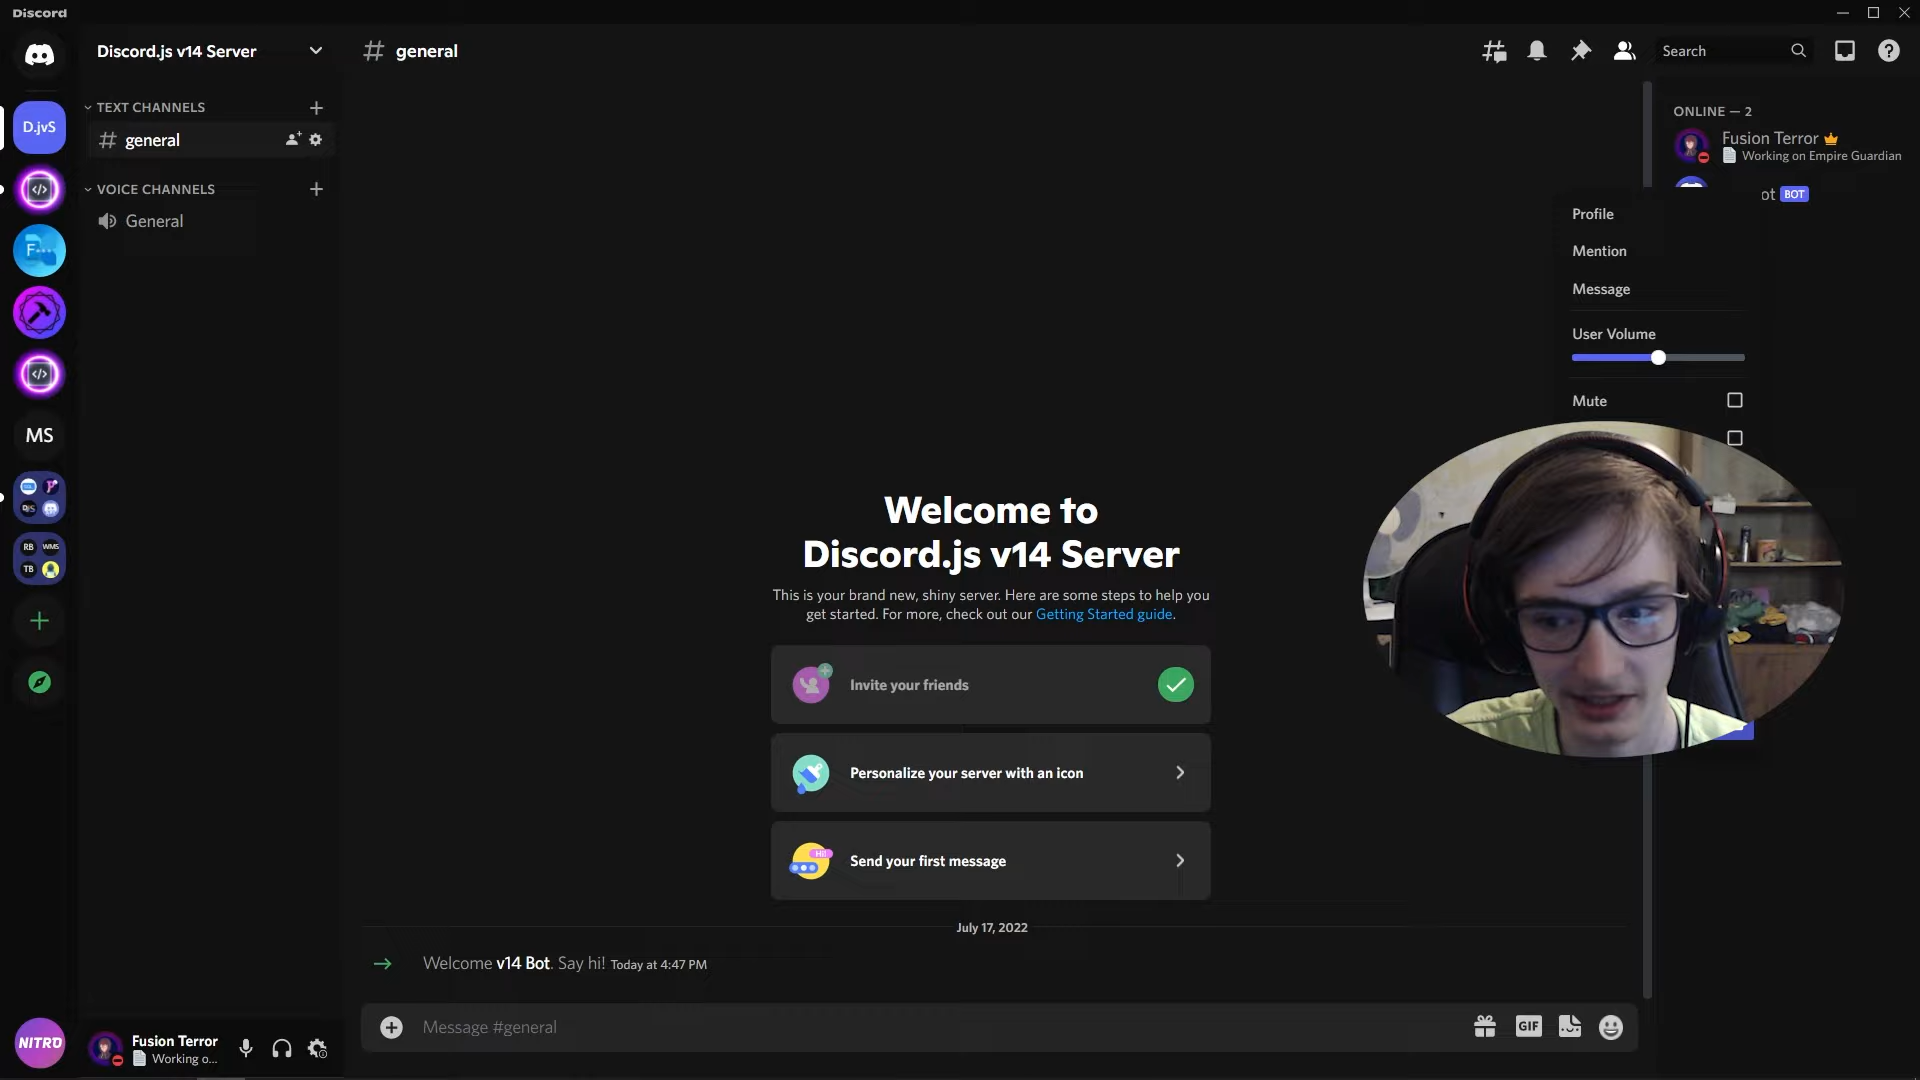 Discord
Discord.js v14 Server
general
Search
D.jvS
TEXT CHANNELS
general
VOICE CHANNELS
General
F...
MS
RB
WMS
TB
ONLINE — 2
Fusion Terror
Working on Empire Guardian
ot BOT
Profile
Mention
Message
User Volume
Mute
Welcome to
Discord.js v14 Server
This is your brand new, shiny server. Here are some steps to help you
get started. For more, check out our Getting Started guide.
Invite your friends
Personalize your server with an icon
Hi!
Send your first message
July 17, 2022
Welcome v14 Bot. Say hi! Today at 4:47 PM
Message #general
GIF
NITRO
Fusion Terror
Working o...